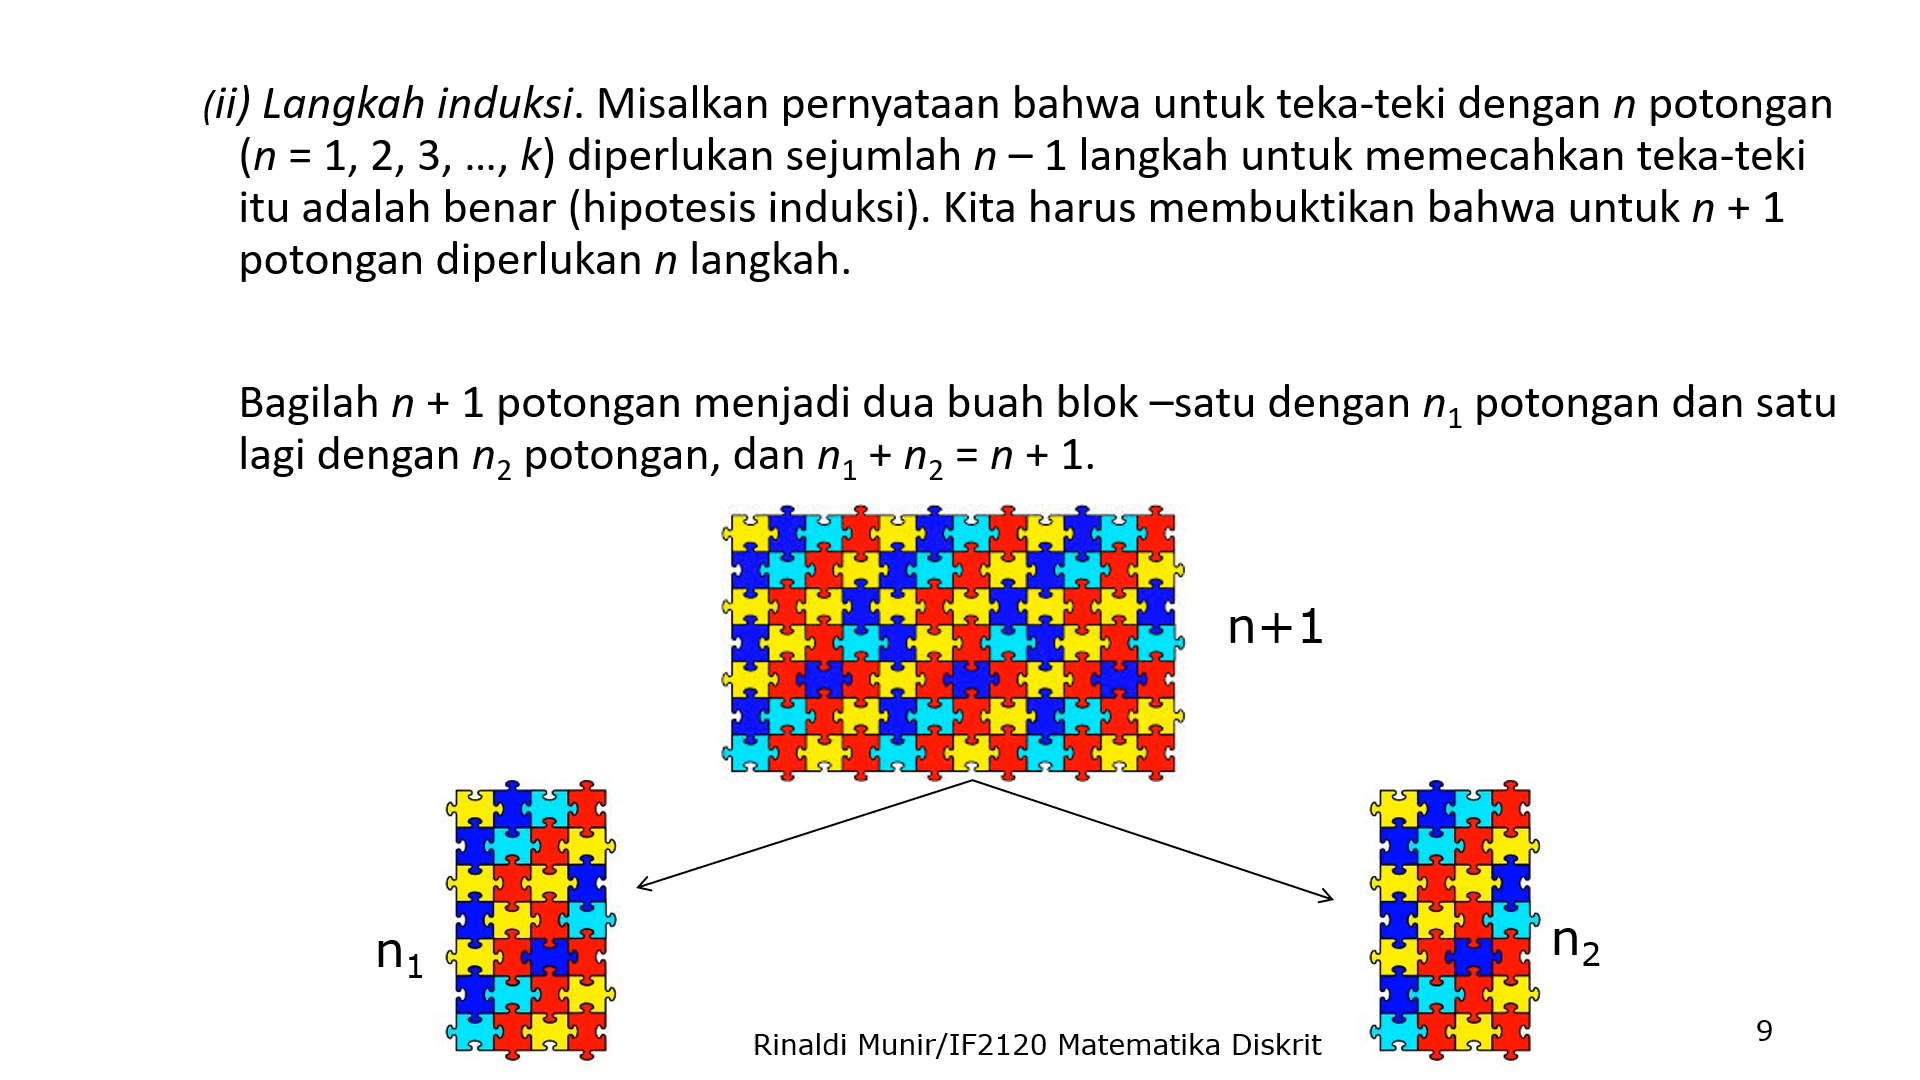 (ii) Langkah induksi. Misalkan pernyataan bahwa untuk teka-teki dengan n potongan
(n = 1, 2, 3, …, k) diperlukan sejumlah n – 1 langkah untuk memecahkan teka-teki
itu adalah benar (hipotesis induksi). Kita harus membuktikan bahwa untuk n + 1
potongan diperlukan n langkah.
Bagilah n + 1 potongan menjadi dua buah blok –satu dengan n₁ potongan dan satu
lagi dengan n₂ potongan, dan n₁ + n₂ = n + 1.
n+1
n₁
n₂
Rinaldi Munir/IF2120 Matematika Diskrit
9